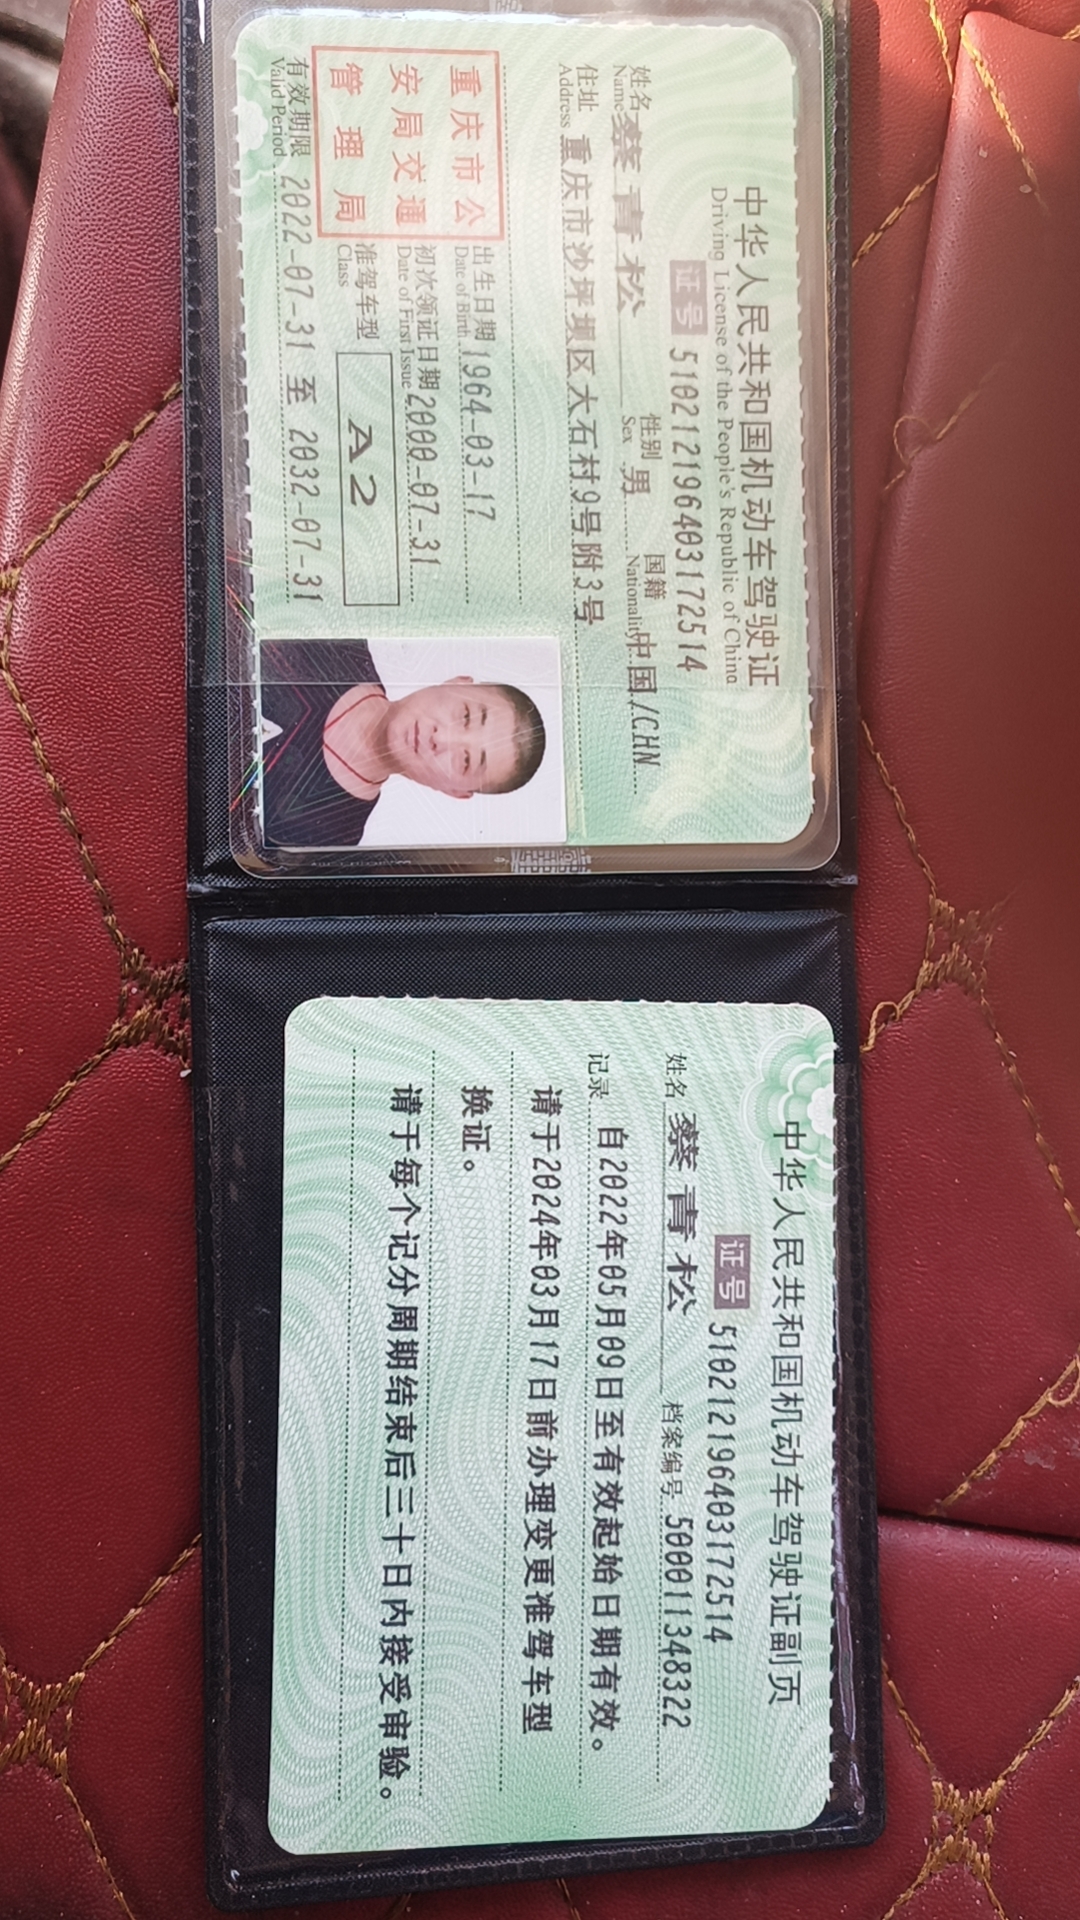 中华人民共和国机动车驾驶证
Driving License of the People's Republic of China
证号 510212196403172514
姓名 蔡青松 性别 男 国籍 中国/CHN
Name Sex Nationality
住址 重庆市沙坪坝区大石村9号附3号
Address
重庆市公
安局交通
管理局
出生日期 1964-03-17
Date of Birth
初次领证日期 2000-07-31
Date of First Issue
准驾车型 A2
Class
有效期限 2022-07-31 至 2032-07-31
Valid Period
中华人民共和国机动车驾驶证副页
证号 510212196403172514
姓名 蔡青松 档案编号 500011348322
记录 自2022年05月09日至有效起始日期有效。
请于2024年03月17日前办理变更准驾车型
换证。
请于每个记分周期结束后三十日内接受审验。